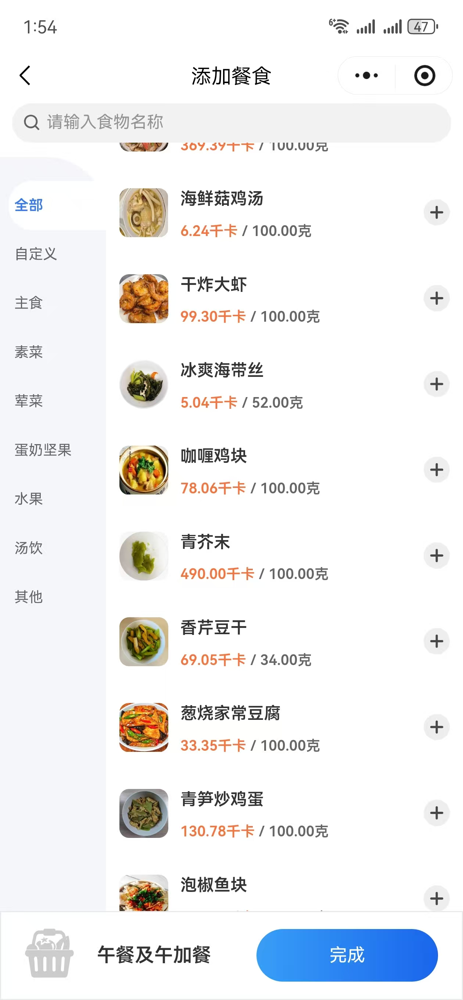 1:54
47
添加餐食
请输入食物名称
369.39千卡 / 100.00克
全部
自定义
主食
素菜
荤菜
蛋奶坚果
水果
汤饮
其他
海鲜菇鸡汤
6.24千卡 / 100.00克
干炸大虾
99.30千卡 / 100.00克
冰爽海带丝
5.04千卡 / 52.00克
咖喱鸡块
78.06千卡 / 100.00克
青芥末
490.00千卡 / 100.00克
香芹豆干
69.05千卡 / 34.00克
葱烧家常豆腐
33.35千卡 / 100.00克
青笋炒鸡蛋
130.78千卡 / 100.00克
泡椒鱼块
午餐及午加餐
完成